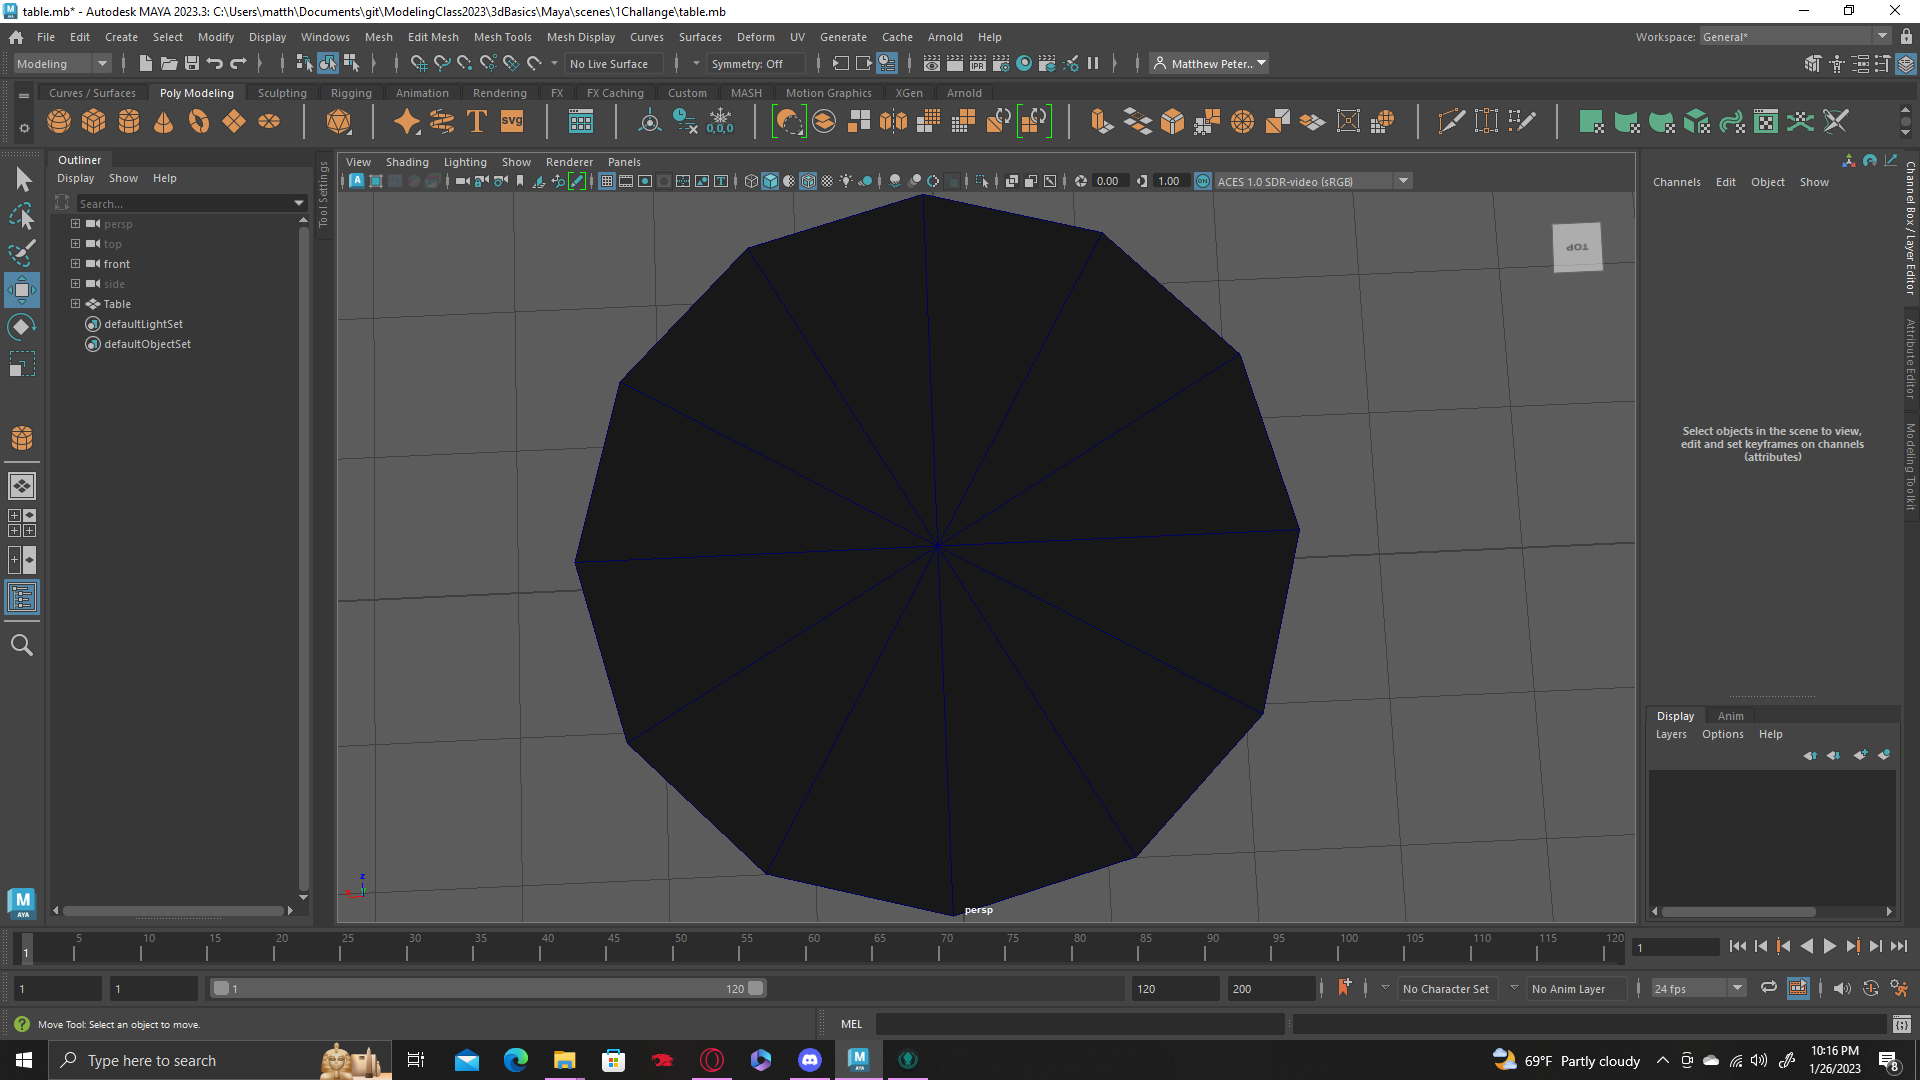 table.mb* - Autodesk MAYA 2023.3: C:\Users\matth\Documents\git\ModelingClass2023\3dBasics\Maya\scenes\1Challange\table.mb
File Edit Create Select Modify Display Windows Mesh Edit Mesh Mesh Tools Mesh Display Curves Surfaces Deform UV Generate Cache Arnold Help
Workspace: General*
Modeling
No Live Surface
Symmetry: Off
IPR
Matthew Peter..
Curves / Surfaces Poly Modeling Sculpting Rigging Animation Rendering FX FX Caching Custom MASH Motion Graphics XGen Arnold
T
svg
0,0,0
Outliner
Display Show Help
Search...
persp
top
front
side
Table
defaultLightSet
defaultObjectSet
Tool Settings
View Shading Lighting Show Renderer Panels
0.00
1.00
ON
ACES 1.0 SDR-video (sRGB)
TOP
persp
z
x
Channels Edit Object Show
Select objects in the scene to view,
edit and set keyframes on channels
(attributes)
Channel Box / Layer Editor
Attribute Editor
Modeling Toolkit
Display Anim
Layers Options Help
M
AYA
1 5 10 15 20 25 30 35 40 45 50 55 60 65 70 75 80 85 90 95 100 105 110 115 120
1
1
1
1
120
120
200
No Character Set
No Anim Layer
24 fps
Move Tool: Select an object to move.
MEL
Type here to search
69°F Partly cloudy
10:16 PM
1/26/2023
8